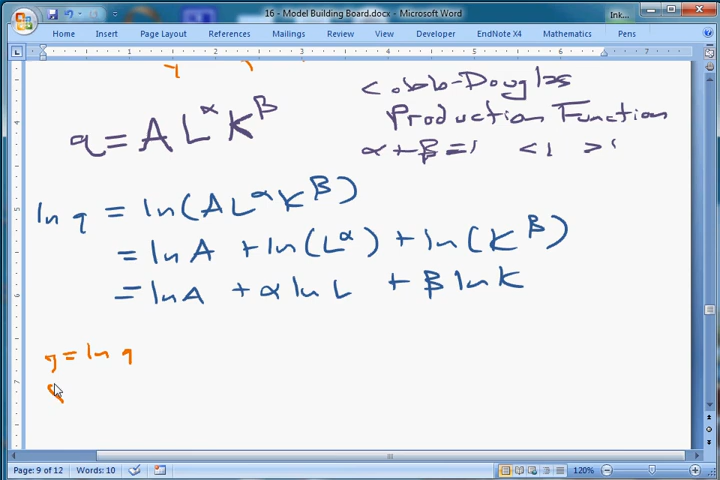 16 - Model Building Board.docx - Microsoft Word
Ink...
Home Insert Page Layout References Mailings Review View Developer EndNote X4 Mathematics Pens
Cobb-Douglas
Production Function
q = A L^α K^β
α + β = 1 < 1 > 1
ln q = ln(A L^α K^β)
= ln A + ln(L^α) + ln(K^β)
= ln A + α ln L + β ln K
y = ln q
Page: 9 of 12 Words: 10 120%